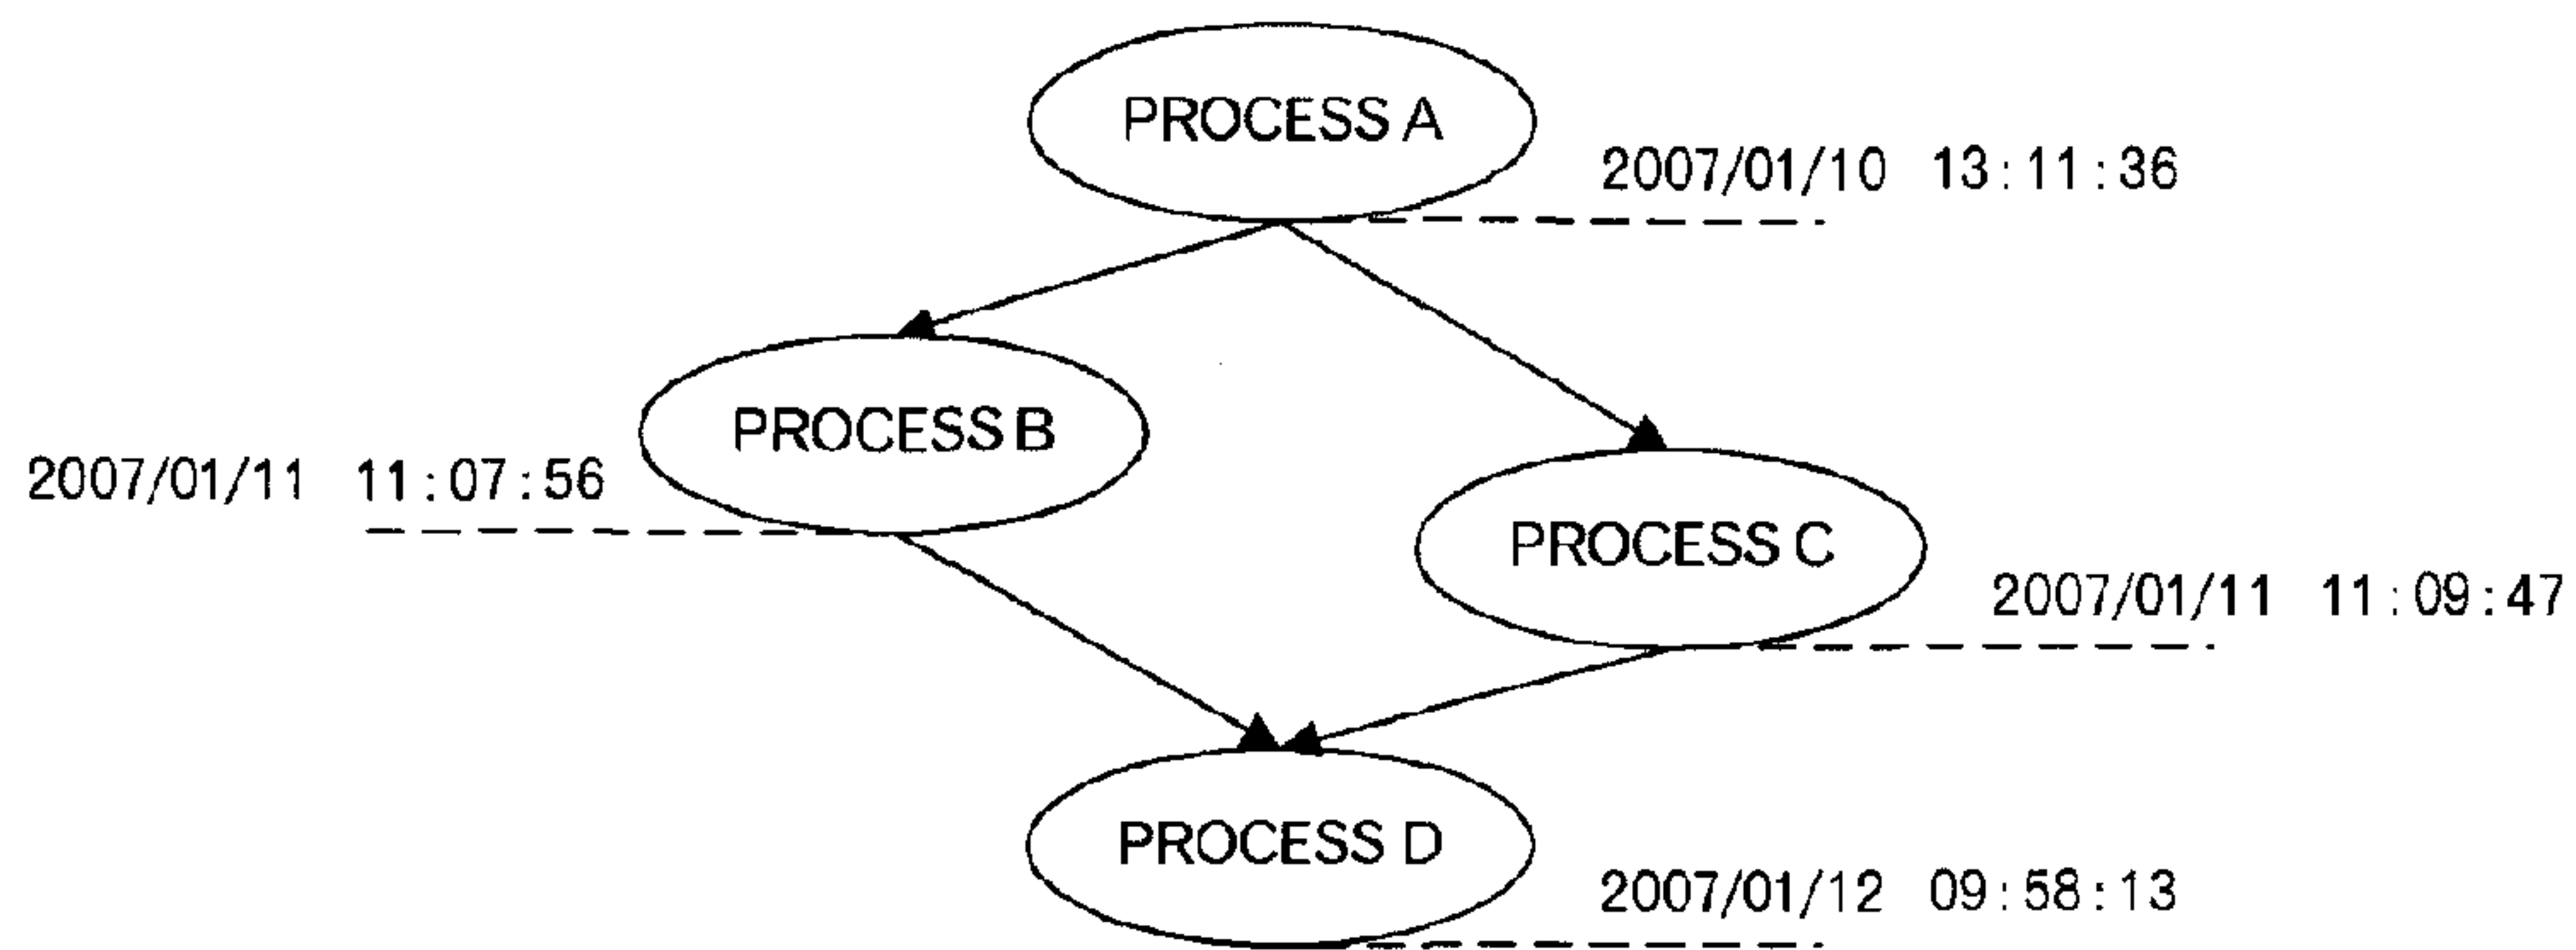 PROCESS A
2007/01/10 13:11:36
PROCESS B
2007/01/11 11:07:56
PROCESS C
2007/01/11 11:09:47
PROCESS D
2007/01/12 09:58:13